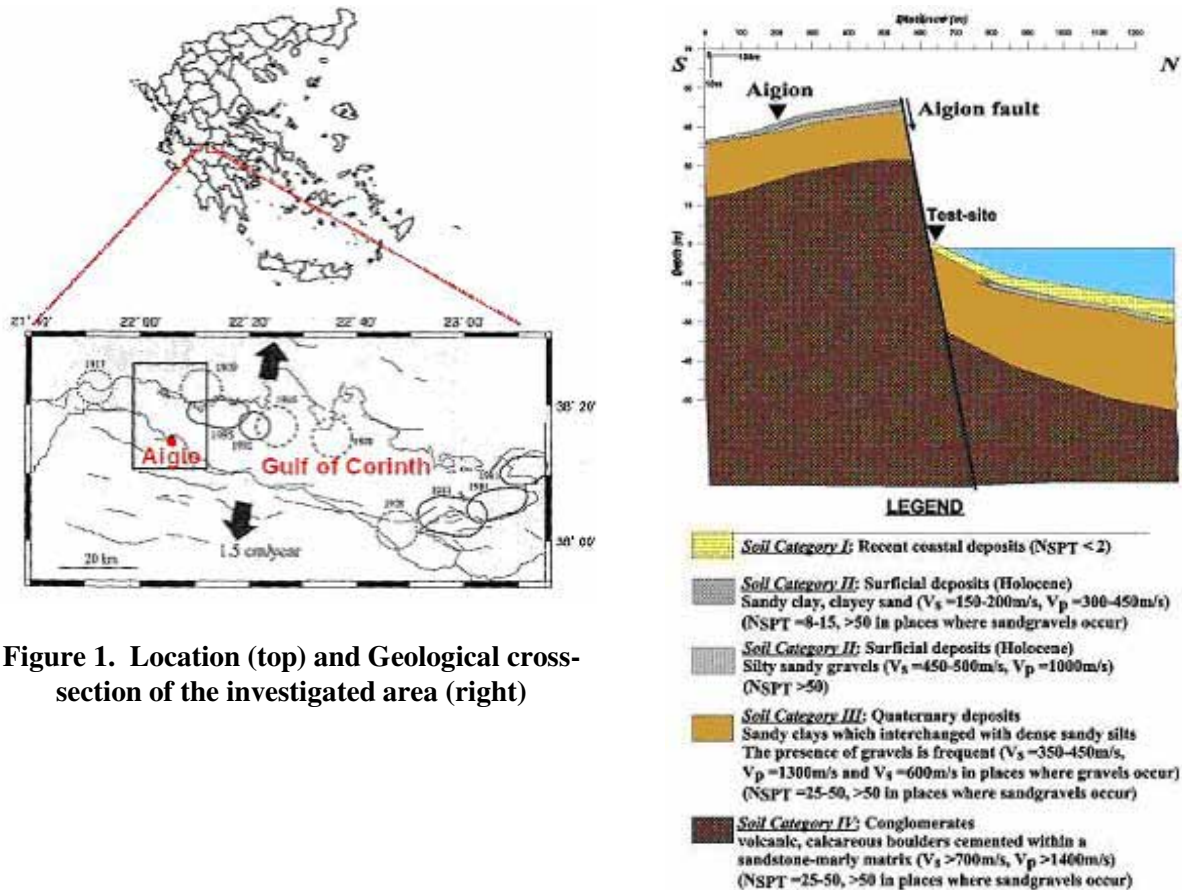 21° 40'
22° 00'
22° 20'
22° 40'
23° 00'
38° 20'
38° 00'
1917
1909
1995
1992
1928
1981
Aigio
Gulf of Corinth
1.5 cm/year
20 km
Figure 1. Location (top) and Geological cross-
section of the investigated area (right)
Distance (m)
0
S
N
Aigion
Aigion fault
Test-site
Depth (m)
LEGEND
Soil Category I: Recent coastal deposits (NSPT < 2)
Soil Category II: Surficial deposits (Holocene)
Sandy clay, clayey sand (Vs =150-200m/s, Vp =300-450m/s)
(NSPT =8-15, >50 in places where sandgravels occur)
Soil Category II: Surficial deposits (Holocene)
Silty sandy gravels (Vs =450-500m/s, Vp =1000m/s)
(NSPT >50)
Soil Category III: Quaternary deposits
Sandy clays which interchanged with dense sandy silts
The presence of gravels is frequent (Vs =350-450m/s,
Vp =1300m/s and Vs =600m/s in places where gravels occur)
(NSPT =25-50, >50 in places where sandgravels occur)
Soil Category IV: Conglomerates
volcanic, calcareous boulders cemented within a
sandstone-marly matrix (Vs >700m/s, Vp >1400m/s)
(NSPT =25-50, >50 in places where sandgravels occur)